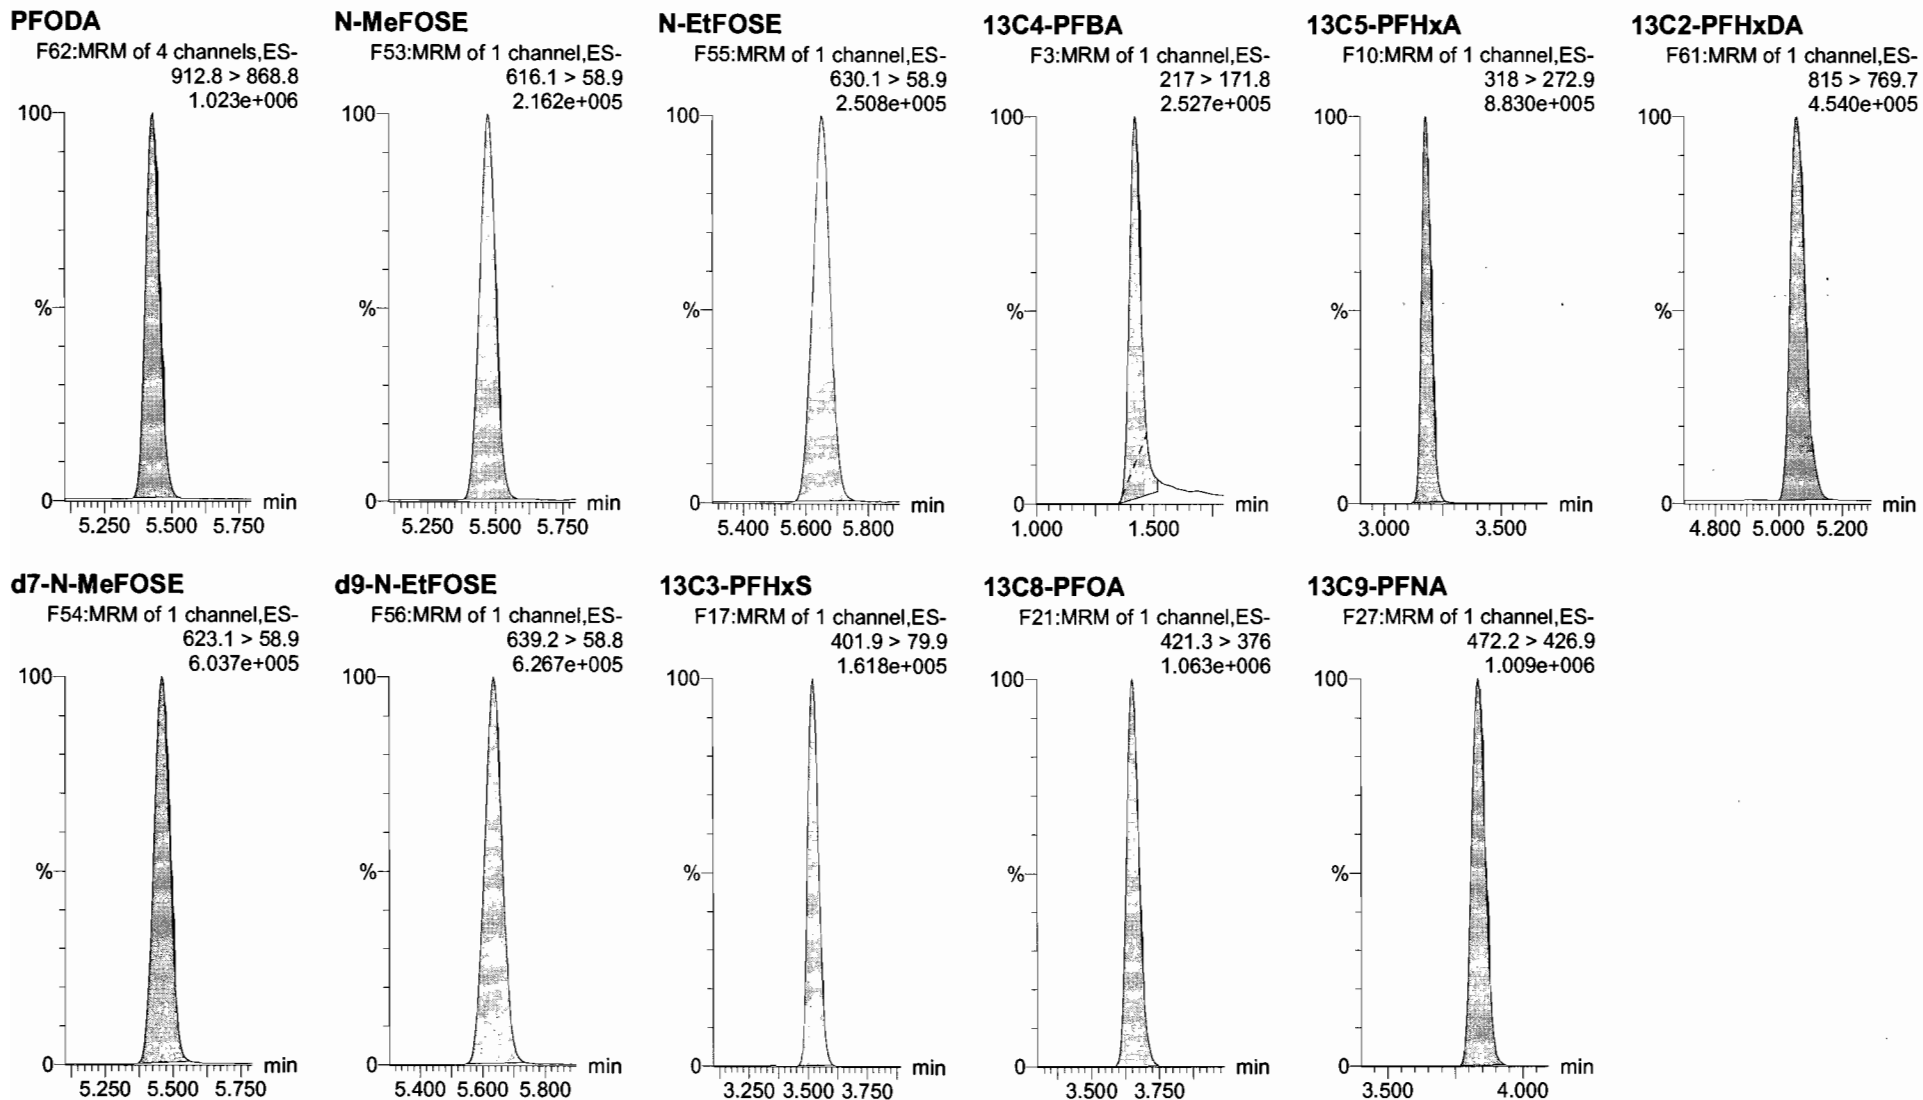 PFODA
F62:MRM of 4 channels,ES-
912.8 > 868.8
1.023e+006
100
%
0
5.250 5.500 5.750
min
N-MeFOSE
F53:MRM of 1 channel,ES-
616.1 > 58.9
2.162e+005
100
%
0
5.250 5.500 5.750
min
N-EtFOSE
F55:MRM of 1 channel,ES-
630.1 > 58.9
2.508e+005
100
%
0
5.400 5.600 5.800
min
13C4-PFBA
F3:MRM of 1 channel,ES-
217 > 171.8
2.527e+005
100
%
0
1.000 1.500
min
13C5-PFHxA
F10:MRM of 1 channel,ES-
318 > 272.9
8.830e+005
100
%
0
3.000 3.500
min
13C2-PFHxDA
F61:MRM of 1 channel,ES-
815 > 769.7
4.540e+005
100
%
0
4.800 5.000 5.200
min
d7-N-MeFOSE
F54:MRM of 1 channel,ES-
623.1 > 58.9
6.037e+005
100
%
0
5.250 5.500 5.750
min
d9-N-EtFOSE
F56:MRM of 1 channel,ES-
639.2 > 58.8
6.267e+005
100
%
0
5.400 5.600 5.800
min
13C3-PFHxS
F17:MRM of 1 channel,ES-
401.9 > 79.9
1.618e+005
100
%
0
3.250 3.500 3.750
min
13C8-PFOA
F21:MRM of 1 channel,ES-
421.3 > 376
1.063e+006
100
%
0
3.500 3.750
min
13C9-PFNA
F27:MRM of 1 channel,ES-
472.2 > 426.9
1.009e+006
100
%
0
3.500 4.000
min